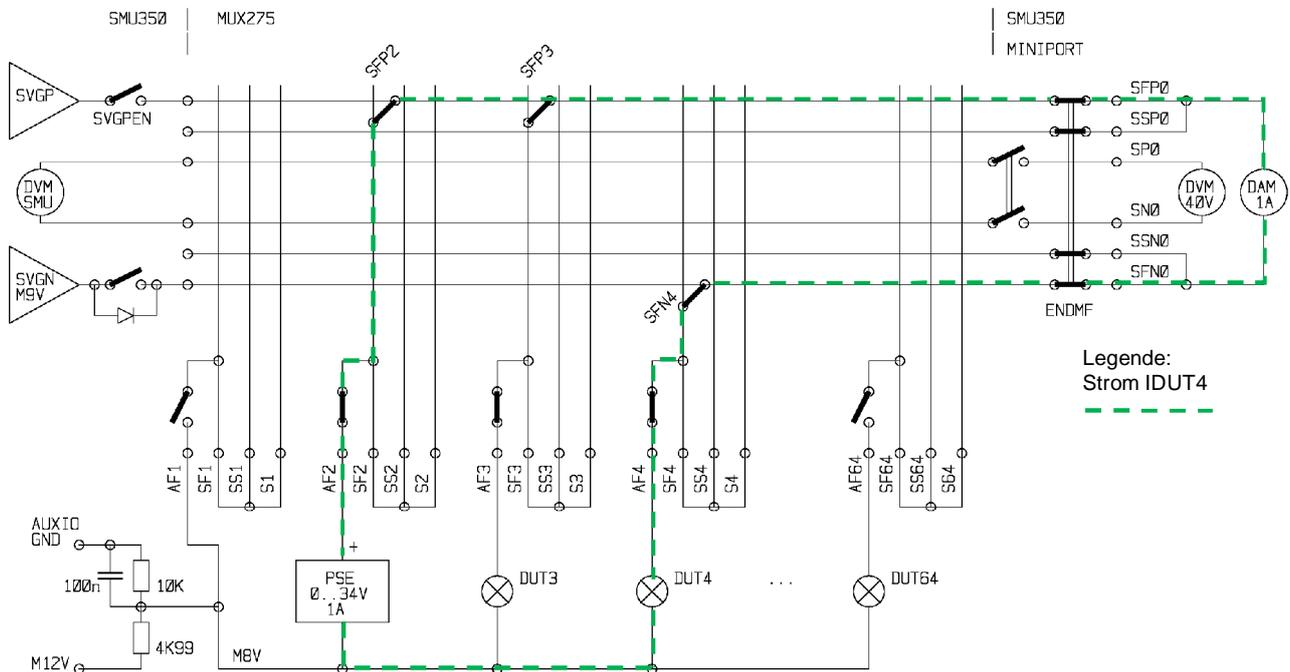 SMU350 MUX275 SMU350
MINIPORT
SFP2 SFP3
SVGP
SVGPEN
SFP0
SSP0
SP0
DVM
SMU
DVM
40V
DAM
1A
SN0
SSN0
SFN0
SVGN
M9V
SFN4
ENDMF
Legende:
Strom IDUT4
AF1 SF1 SS1 S1 AF2 SF2 SS2 S2 AF3 SF3 SS3 S3 AF4 SF4 SS4 S4 AF64 SF64 SS64 S64
AUXIO
GND
100n 10K
4K99
M12V
M8V
+
PSE
0..34V
1A
DUT3 DUT4 ... DUT64